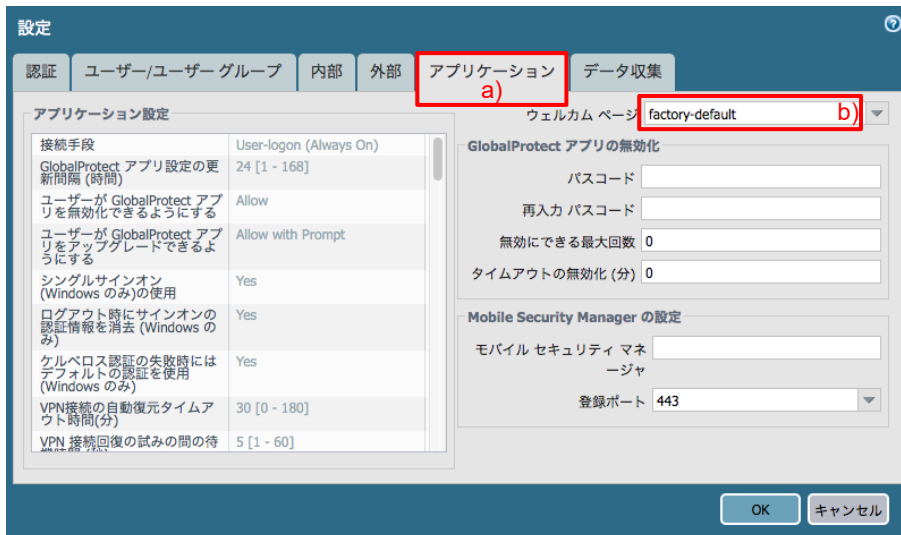 設定
認証 ユーザー/ユーザー グループ 内部 外部 アプリケーション データ収集
a)
アプリケーション設定
接続手段 User-logon (Always On)
GlobalProtect アプリ設定の更 24 [1 - 168]
新間隔 (時間)
ユーザーが GlobalProtect アプ Allow
リを無効化できるようにする
ユーザーが GlobalProtect アプ Allow with Prompt
リをアップグレードできるよ
うにする
シングルサインオン Yes
(Windows のみ)の使用
ログアウト時にサインオンの Yes
認証情報を消去 (Windows の
み)
ケルベロス認証の失敗時には Yes
デフォルトの認証を使用
(Windows のみ)
VPN接続の自動復元タイムア 30 [0 - 180]
ウト時間(分)
VPN 接続回復の試みの間の待 5 [1 - 60]
ウェルカム ページ factory-default b)
GlobalProtect アプリの無効化
パスコード
再入力 パスコード
無効にできる最大回数 0
タイムアウトの無効化 (分) 0
Mobile Security Manager の設定
モバイル セキュリティ マネ
ージャ
登録ポート 443
OK キャンセル